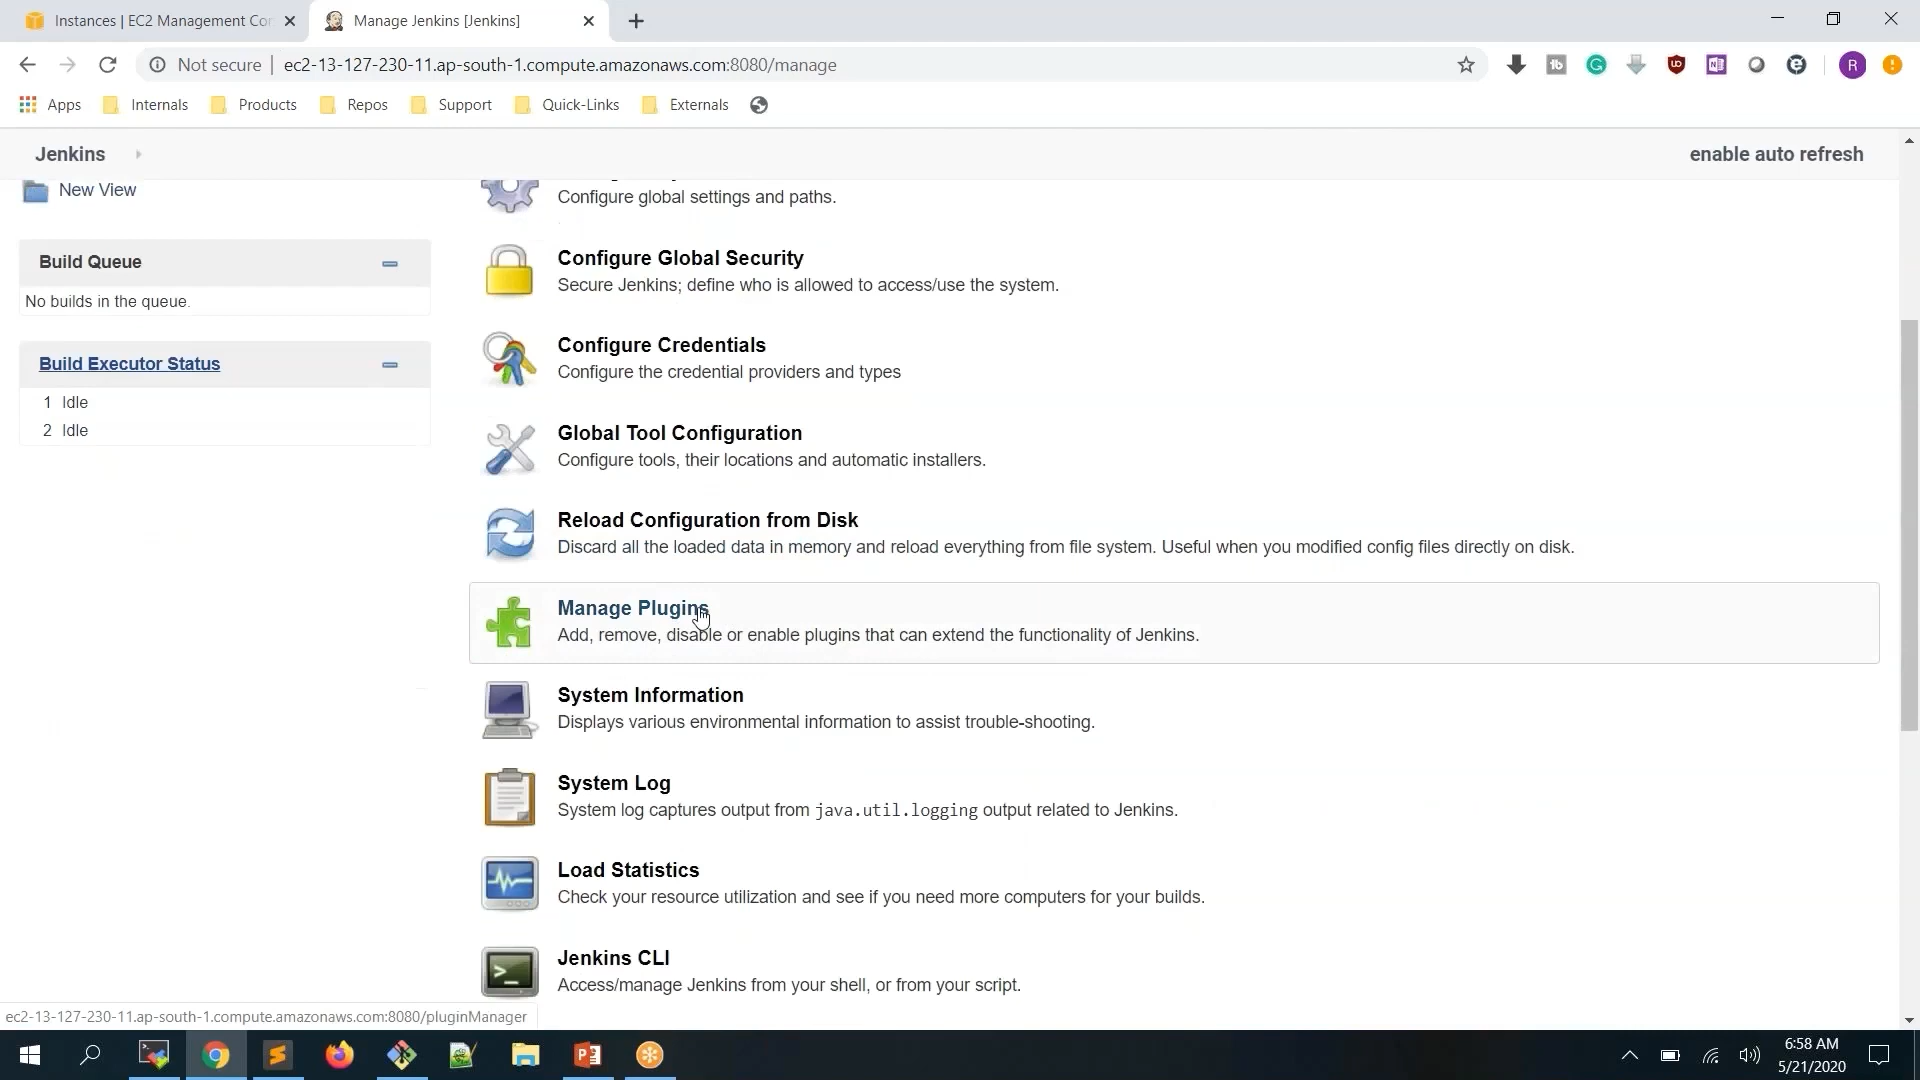 Instances | EC2 Management Con
Manage Jenkins [Jenkins]
Not secure | ec2-13-127-230-11.ap-south-1.compute.amazonaws.com:8080/manage
R
Apps
Internals
Products
Repos
Support
Quick-Links
Externals
Jenkins
enable auto refresh
New View
Configure global settings and paths.
Build Queue
No builds in the queue.
Build Executor Status
1 Idle
2 Idle
Configure Global Security
Secure Jenkins; define who is allowed to access/use the system.
Configure Credentials
Configure the credential providers and types
Global Tool Configuration
Configure tools, their locations and automatic installers.
Reload Configuration from Disk
Discard all the loaded data in memory and reload everything from file system. Useful when you modified config files directly on disk.
Manage Plugins
Add, remove, disable or enable plugins that can extend the functionality of Jenkins.
System Information
Displays various environmental information to assist trouble-shooting.
System Log
System log captures output from java.util.logging output related to Jenkins.
Load Statistics
Check your resource utilization and see if you need more computers for your builds.
Jenkins CLI
Access/manage Jenkins from your shell, or from your script.
ec2-13-127-230-11.ap-south-1.compute.amazonaws.com:8080/pluginManager
6:58 AM
5/21/2020